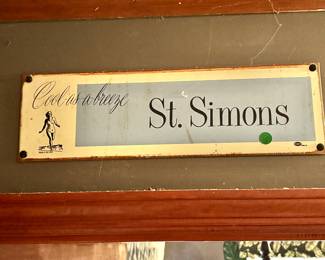 Cool as a breeze
St. Simons